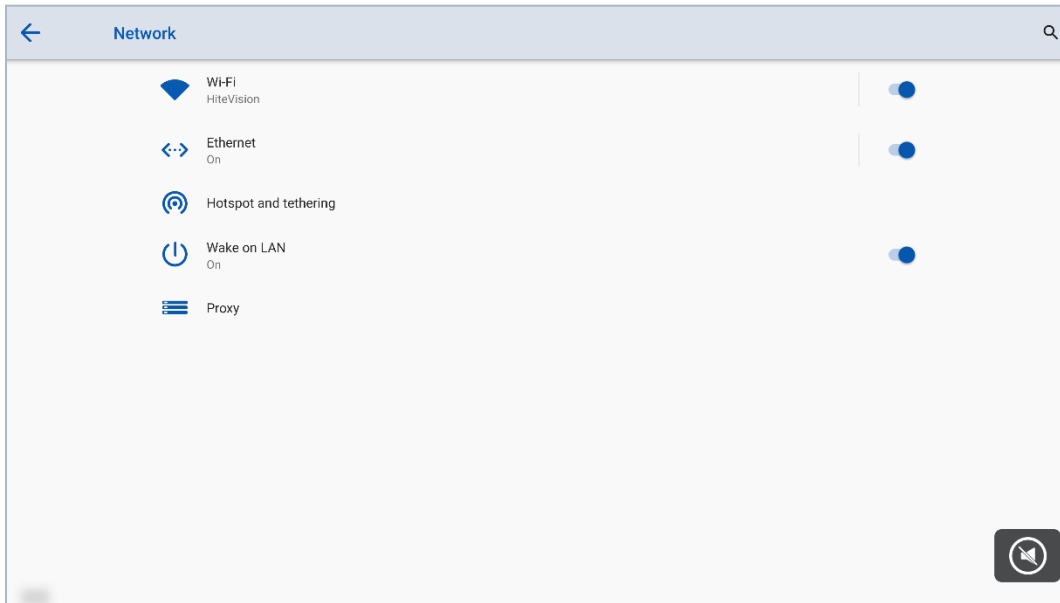 Network
Wi-Fi
HiteVision
Ethernet
On
Hotspot and tethering
Wake on LAN
On
Proxy